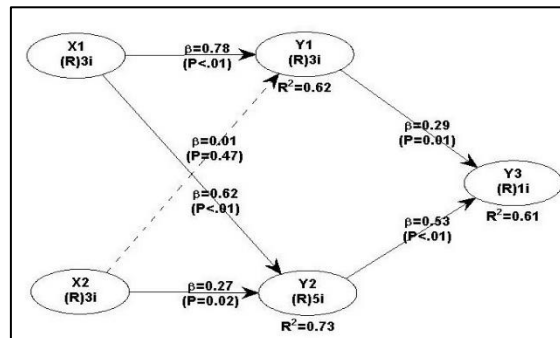 X1
(R)3i
β=0.78
(P<.01)
Y1
(R)3i
R²=0.62
β=0.01
(P=0.47)
β=0.29
(P=0.01)
β=0.62
(P<.01)
Y3
(R)1i
R²=0.61
β=0.53
(P<.01)
X2
(R)3i
β=0.27
(P=0.02)
Y2
(R)5i
R²=0.73